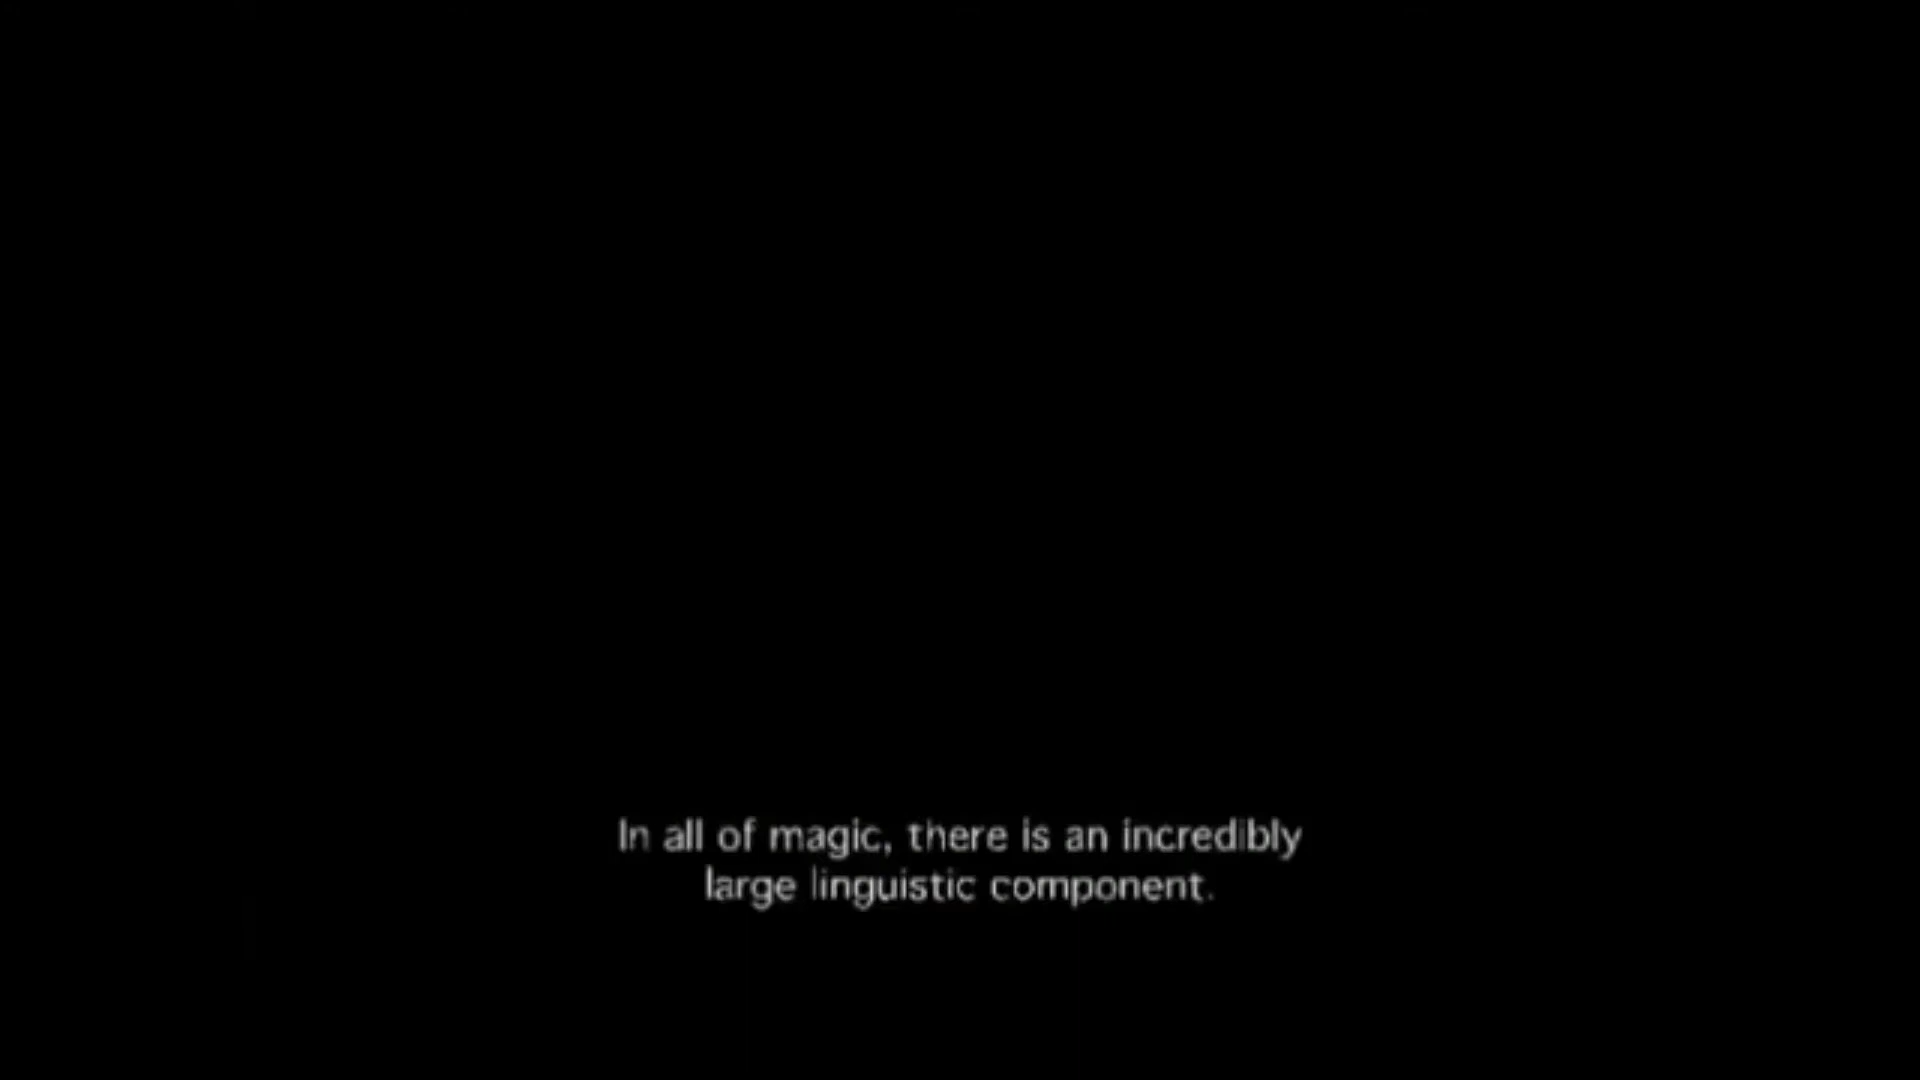 In all of magic, there is an incredibly
large linguistic component.